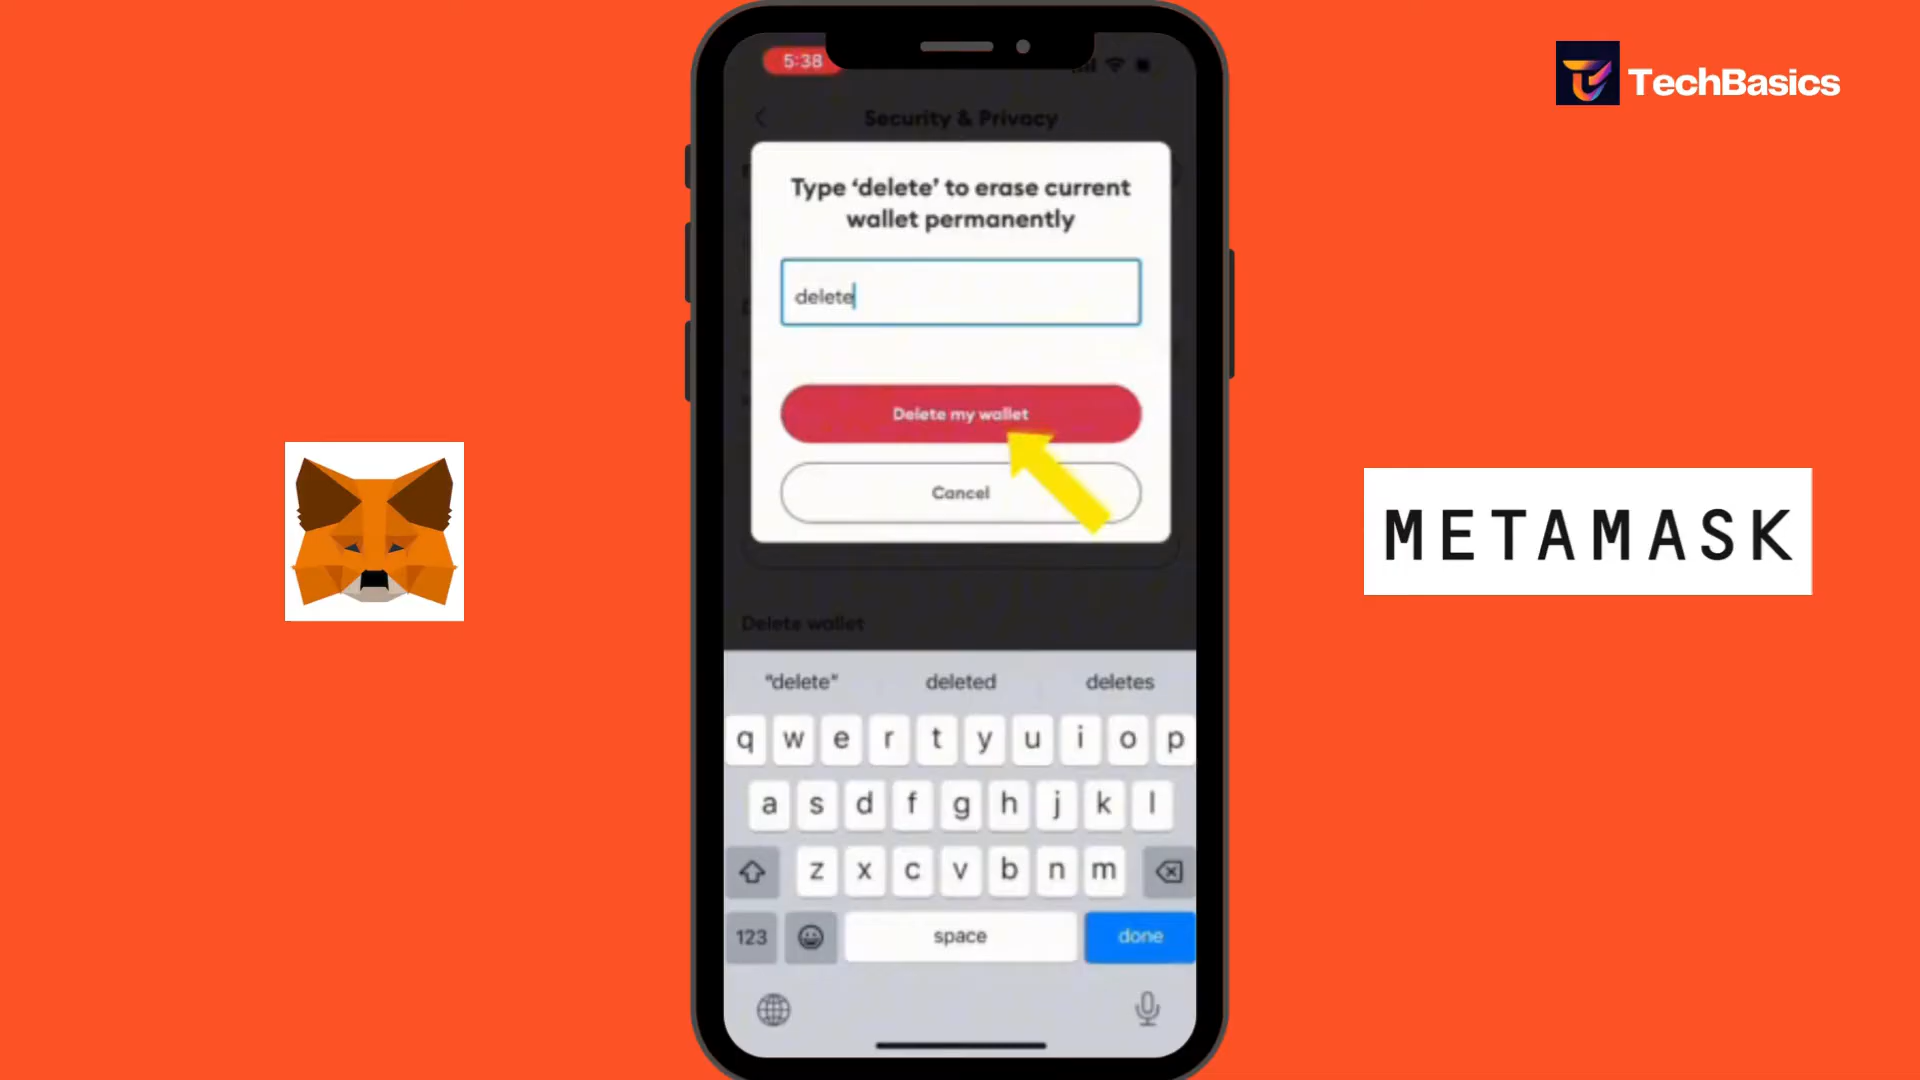 5:38
TechBasics
Security & Privacy
Type ‘delete’ to erase current
wallet permanently
delete
Delete my wallet
Cancel
METAMASK
Delete wallet
“delete” deleted deletes
q w e r t y u i o p
a s d f g h j k l
z x c v b n m
123 space done